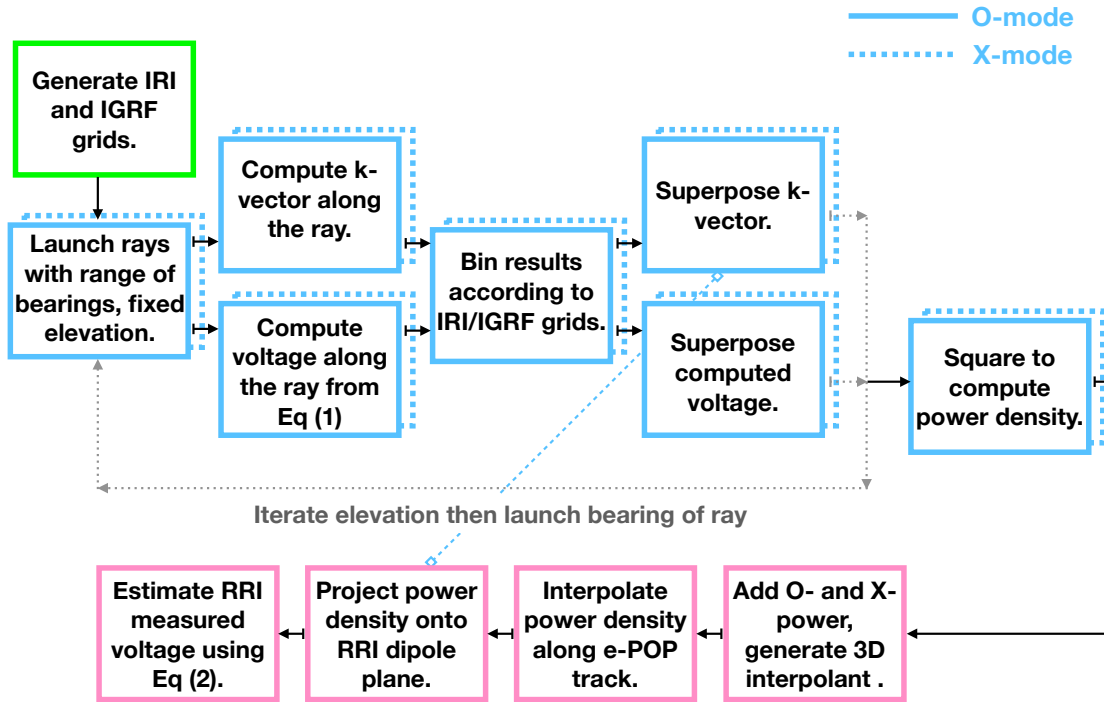 O-mode
X-mode
Generate IRI
and IGRF
grids.
Launch rays
with range of
bearings, fixed
elevation.
Compute k-
vector along
the ray.
Compute
voltage along
the ray from
Eq (1)
Bin results
according to
IRI/IGRF grids.
Superpose k-
vector.
Superpose
computed
voltage.
Square to
compute
power density.
Iterate elevation then launch bearing of ray
Estimate RRI
measured
voltage using
Eq (2).
Project power
density onto
RRI dipole
plane.
Interpolate
power density
along e-POP
track.
Add O- and X-
power,
generate 3D
interpolant .